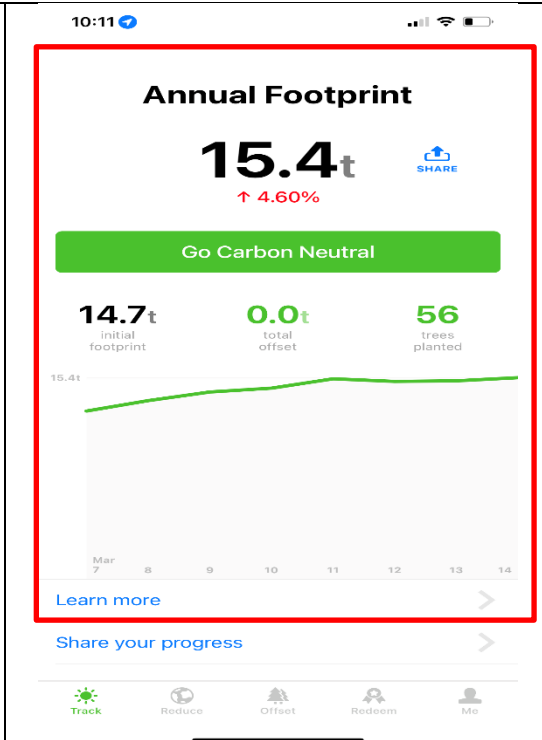 10:11
Annual Footprint
15.4t
SHARE
↑ 4.60%
Go Carbon Neutral
14.7t 0.0t 56
initial total trees
footprint offset planted
15.4t
Mar
7 8 9 10 11 12 13 14
Learn more
Share your progress
Track Reduce Offset Redeem Me